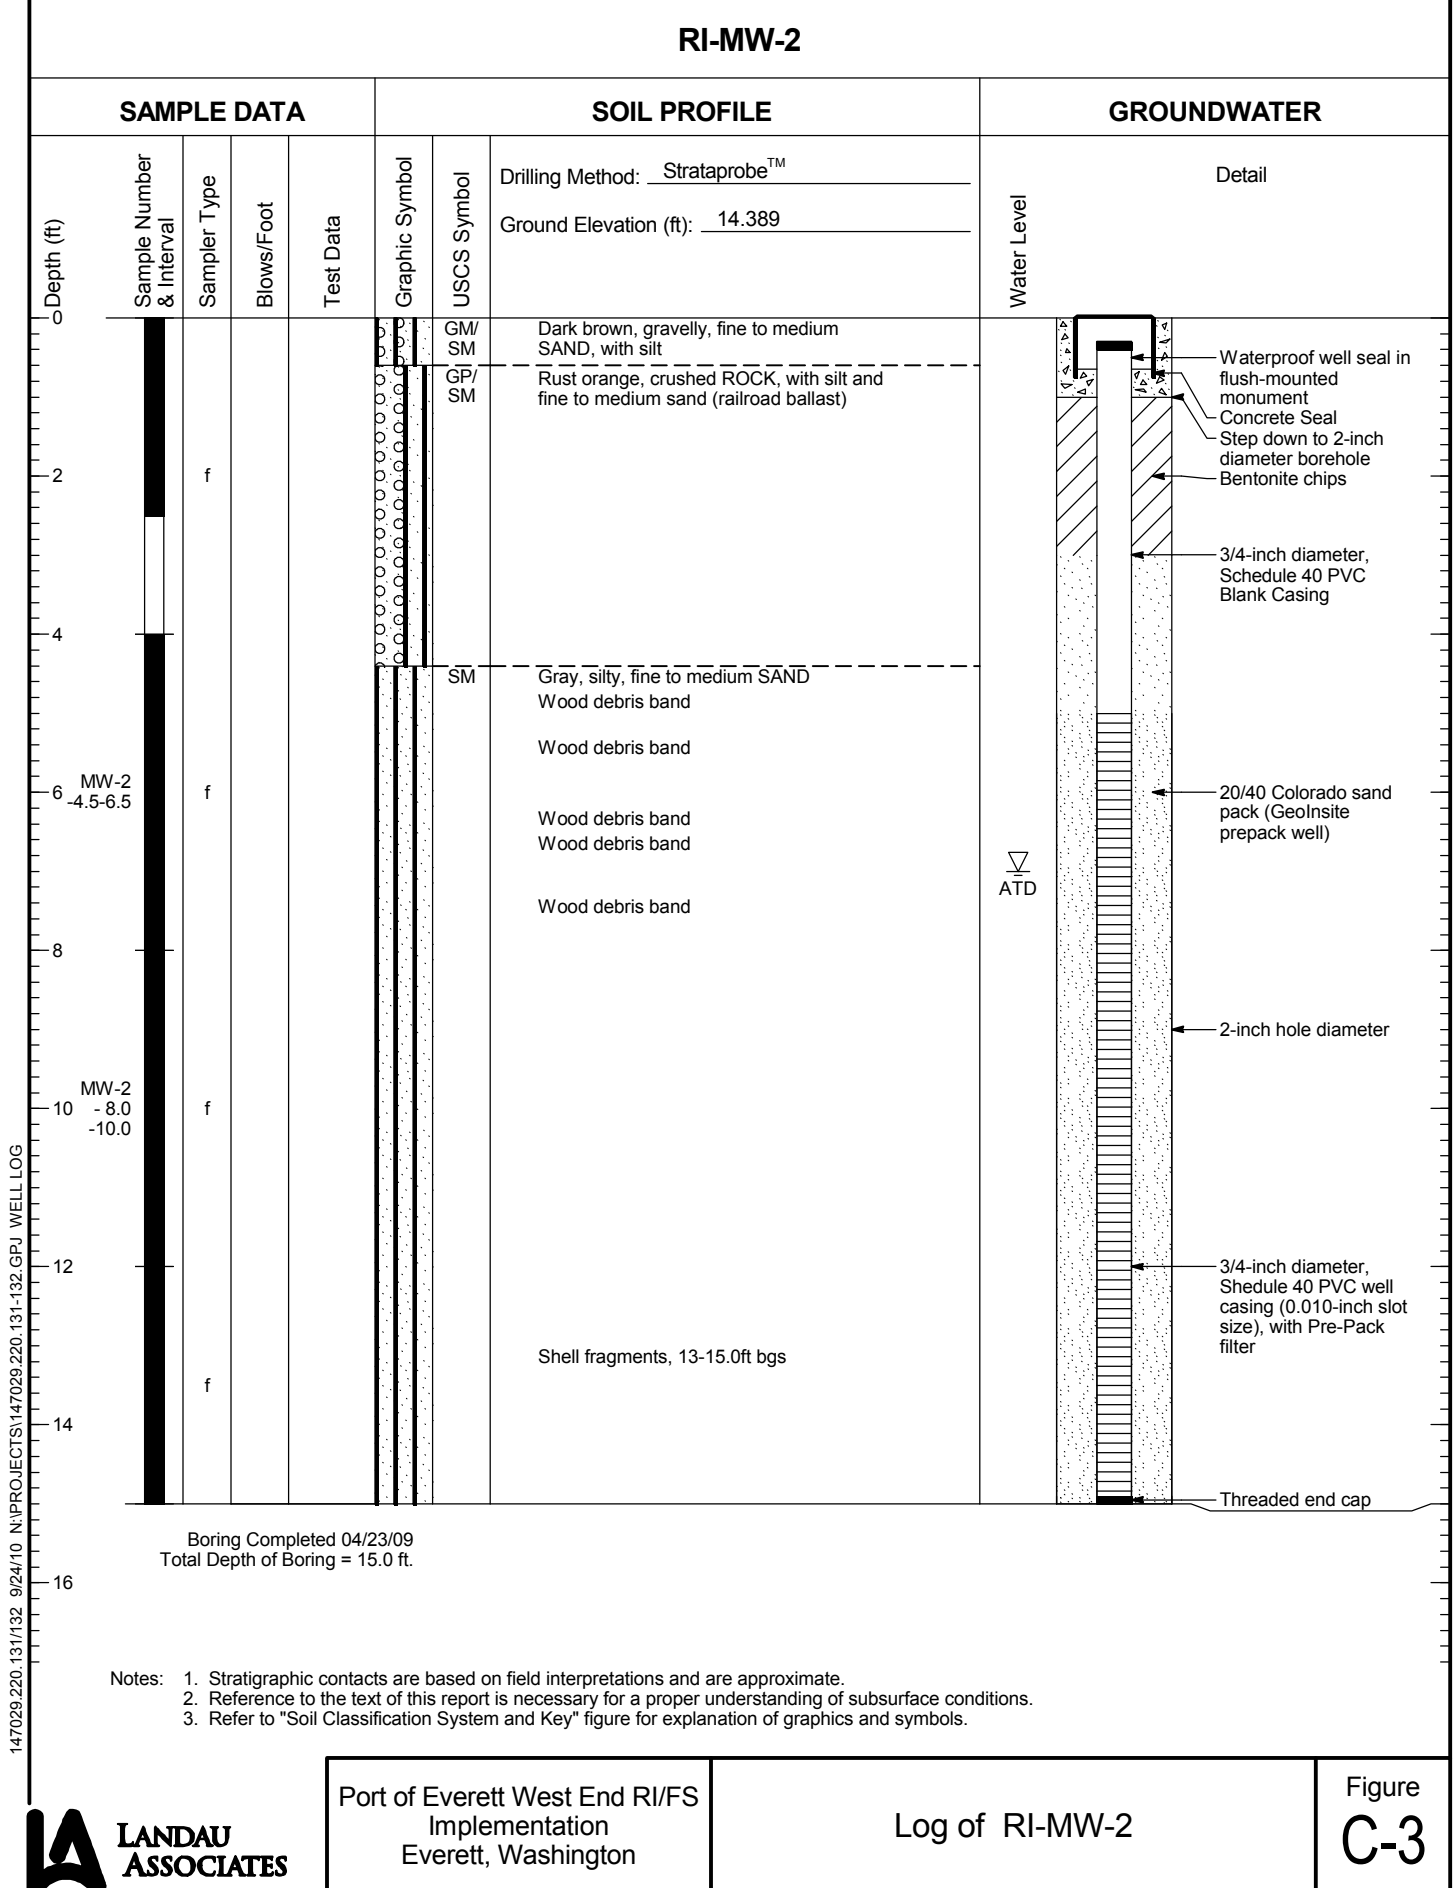 RI-MW-2
SAMPLE DATA
SOIL PROFILE
GROUNDWATER
Depth (ft)
Sample Number
& Interval
Sampler Type
Blows/Foot
Test Data
Graphic Symbol
USCS Symbol
Drilling Method: Strataprobe™
Ground Elevation (ft): 14.389
Water Level
Detail
0
2
4
6
8
10
12
14
16
MW-2
-4.5-6.5
MW-2
- 8.0
-10.0
f
f
f
f
GM/
SM
GP/
SM
SM
Dark brown, gravelly, fine to medium
SAND, with silt
Rust orange, crushed ROCK, with silt and
fine to medium sand (railroad ballast)
Gray, silty, fine to medium SAND
Wood debris band
Wood debris band
Wood debris band
Wood debris band
Wood debris band
Shell fragments, 13-15.0ft bgs
ATD
Waterproof well seal in
flush-mounted
monument
Concrete Seal
Step down to 2-inch
diameter borehole
Bentonite chips
3/4-inch diameter,
Schedule 40 PVC
Blank Casing
20/40 Colorado sand
pack (GeoInsite
prepack well)
2-inch hole diameter
3/4-inch diameter,
Shedule 40 PVC well
casing (0.010-inch slot
size), with Pre-Pack
filter
Threaded end cap
Boring Completed 04/23/09
Total Depth of Boring = 15.0 ft.
Notes: 1. Stratigraphic contacts are based on field interpretations and are approximate.
2. Reference to the text of this report is necessary for a proper understanding of subsurface conditions.
3. Refer to "Soil Classification System and Key" figure for explanation of graphics and symbols.
147029.220.131/132 9/24/10 N:\PROJECTS\147029.220.131-132.GPJ WELL LOG
LA
LANDAU
ASSOCIATES
Port of Everett West End RI/FS
Implementation
Everett, Washington
Log of RI-MW-2
Figure
C-3